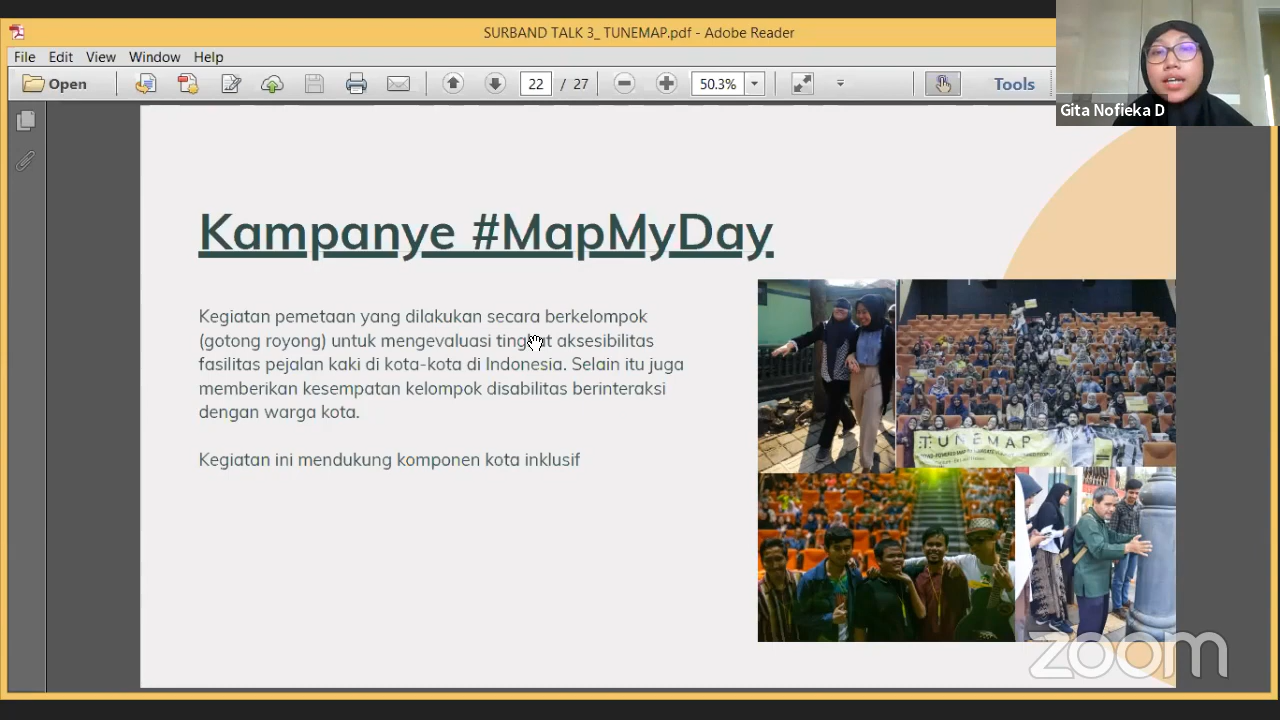 SURBAND TALK 3_ TUNEMAP.pdf - Adobe Reader
File Edit View Window Help
Open 22 / 27 50.3% Tools
Gita Nofieka D
Kampanye #MapMyDay
Kegiatan pemetaan yang dilakukan secara berkelompok
(gotong royong) untuk mengevaluasi tingkat aksesibilitas
fasilitas pejalan kaki di kota-kota di Indonesia. Selain itu juga
memberikan kesempatan kelompok disabilitas berinteraksi
dengan warga kota.
Kegiatan ini mendukung komponen kota inklusif
TUNEMAP
zoom